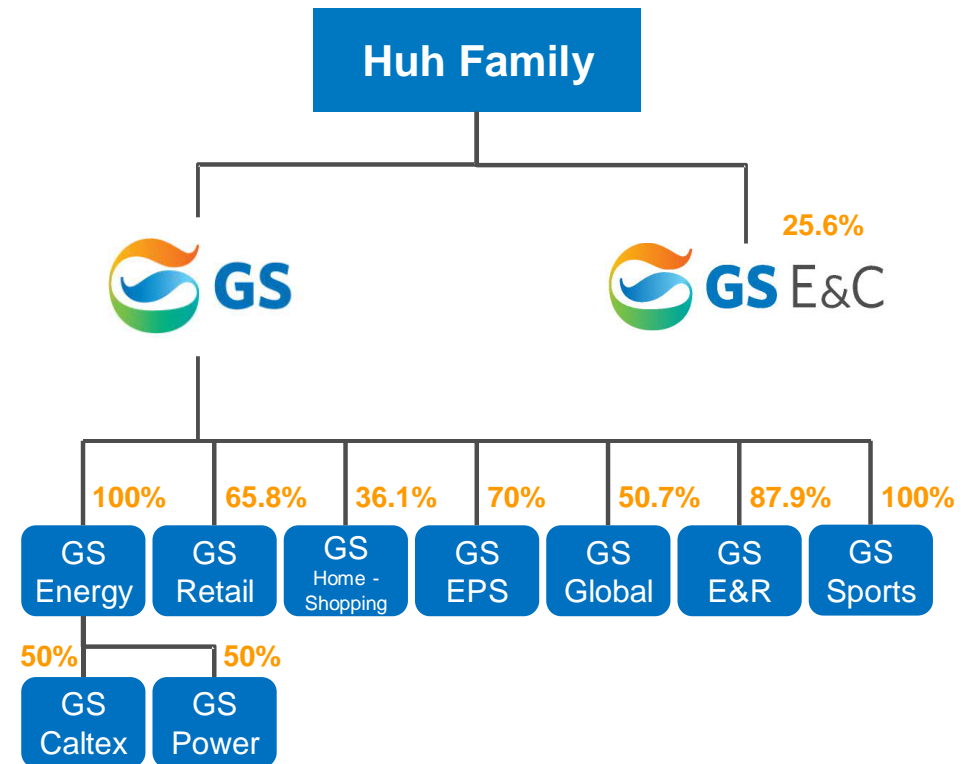 Huh Family
25.6%
GS
GS E&C
100%
65.8%
36.1%
70%
50.7%
87.9%
100%
GS
Energy
GS
Retail
GS
Home -
Shopping
GS
EPS
GS
Global
GS
E&R
GS
Sports
50%
50%
GS
Caltex
GS
Power